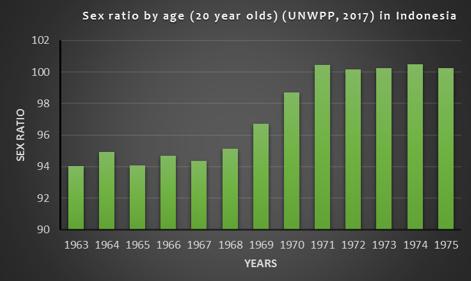 Sex ratio by age (20 year olds) (UNWPP, 2017) in Indonesia
102
100
98
96
94
92
90
SEX RATIO
1963 1964 1965 1966 1967 1968 1969 1970 1971 1972 1973 1974 1975
YEARS